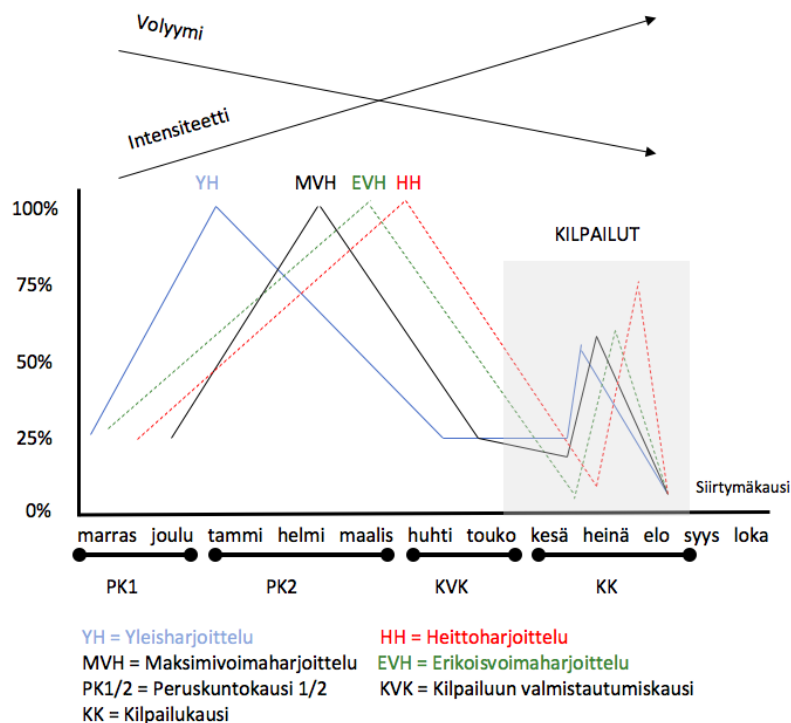 Volyymi
Intensiteetti
YH MVH EVH HH
100%
KILPAILUT
75%
50%
25%
Siirtymäkausi
0%
marras joulu tammi helmi maalis huhti touko kesä heinä elo syys loka
PK1 PK2 KVK KK
YH = Yleisharjoittelu HH = Heittoharjoittelu
MVH = Maksimivoimaharjoittelu EVH = Erikoisvoimaharjoittelu
PK1/2 = Peruskuntokausi 1/2 KVK = Kilpailuun valmistautumiskausi
KK = Kilpailukausi